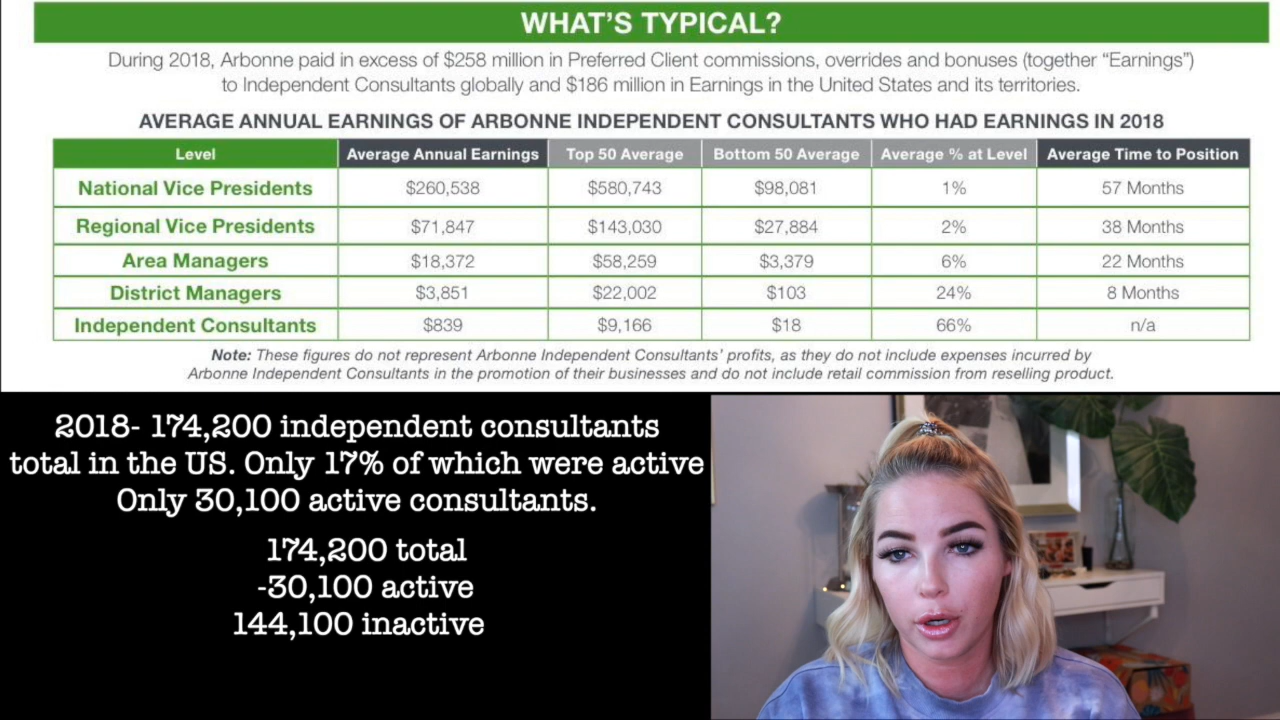 WHAT'S TYPICAL?
During 2018, Arbonne paid in excess of $258 million in Preferred Client commissions, overrides and bonuses (together “Earnings”)
to Independent Consultants globally and $186 million in Earnings in the United States and its territories.
AVERAGE ANNUAL EARNINGS OF ARBONNE INDEPENDENT CONSULTANTS WHO HAD EARNINGS IN 2018
Level Average Annual Earnings Top 50 Average Bottom 50 Average Average % at Level Average Time to Position
National Vice Presidents $260,538 $580,743 $98,081 1% 57 Months
Regional Vice Presidents $71,847 $143,030 $27,884 2% 38 Months
Area Managers $18,372 $58,259 $3,379 6% 22 Months
District Managers $3,851 $22,002 $103 24% 8 Months
Independent Consultants $839 $9,166 $18 66% n/a
Note: These figures do not represent Arbonne Independent Consultants' profits, as they do not include expenses incurred by
Arbonne Independent Consultants in the promotion of their businesses and do not include retail commission from reselling product.
2018- 174,200 independent consultants
total in the US. Only 17% of which were active
Only 30,100 active consultants.
174,200 total
-30,100 active
144,100 inactive